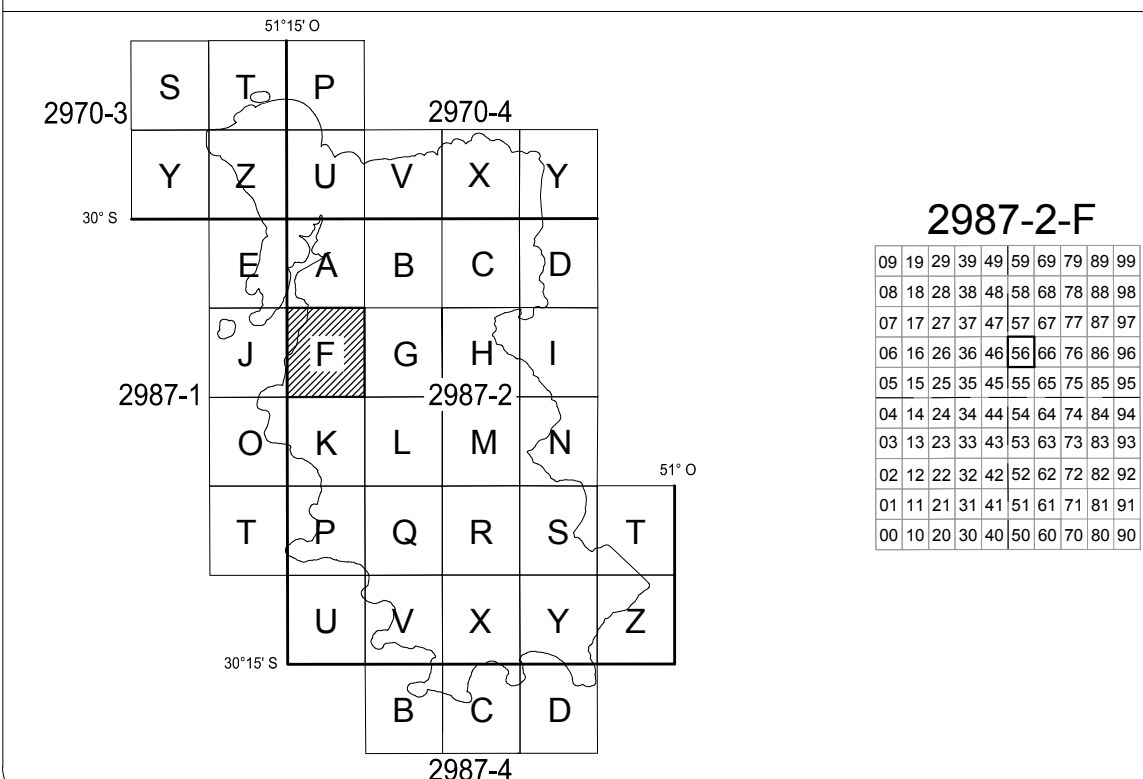 51°15' O
S T P
2970-3 2970-4
Y Z U V X Y
30° S
E A B C D
J F G H I
2987-1 2987-2
O K L M N
51° O
T P Q R S T
U V X Y Z
30°15' S
B C D
2987-4
2987-2-F
09 19 29 39 49 59 69 79 89 99
08 18 28 38 48 58 68 78 88 98
07 17 27 37 47 57 67 77 87 97
06 16 26 36 46 56 66 76 86 96
05 15 25 35 45 55 65 75 85 95
04 14 24 34 44 54 64 74 84 94
03 13 23 33 43 53 63 73 83 93
02 12 22 32 42 52 62 72 82 92
01 11 21 31 41 51 61 71 81 91
00 10 20 30 40 50 60 70 80 90